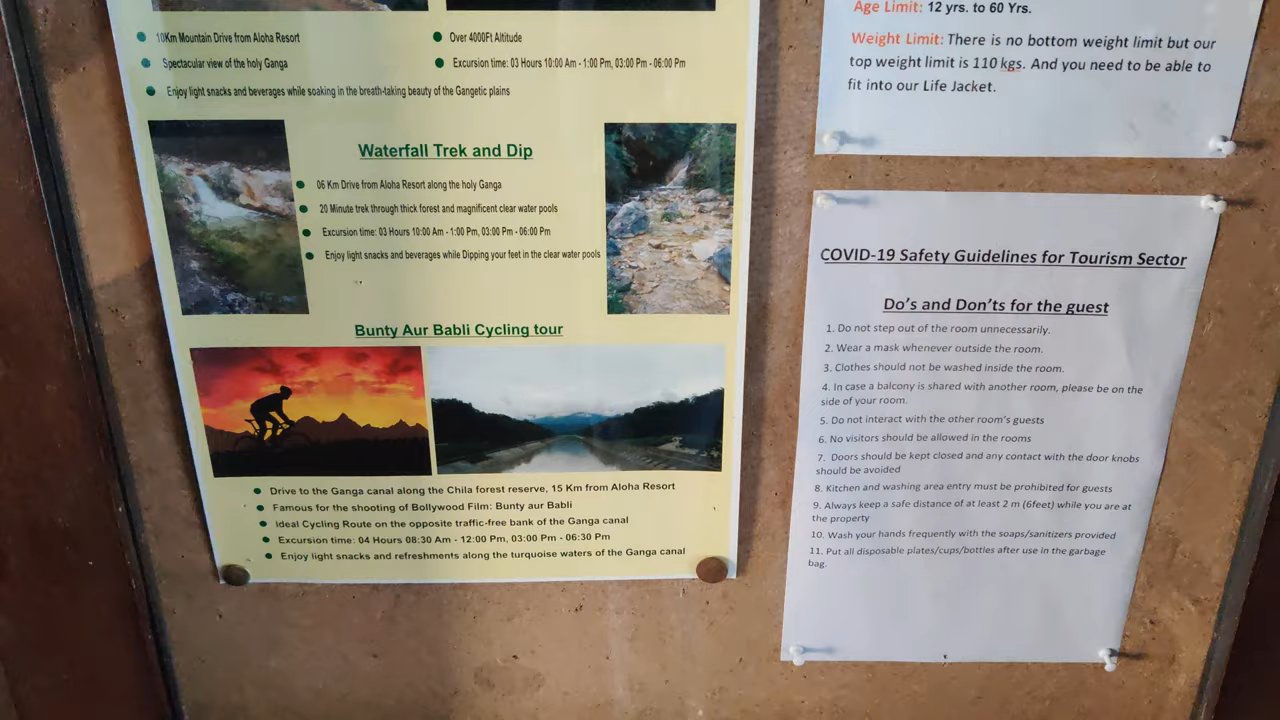 10Km Mountain Drive from Aloha Resort
Over 4000Ft Altitude
Spectacular view of the holy Ganga
Excursion time: 03 Hours 10:00 Am - 1:00 Pm, 03:00 Pm - 06:00 Pm
Enjoy light snacks and beverages while soaking in the breath-taking beauty of the Gangetic plains
Waterfall Trek and Dip
06 Km Drive from Aloha Resort along the holy Ganga
20 Minute trek through thick forest and magnificent clear water pools
Excursion time: 03 Hours 10:00 Am - 1:00 Pm, 03:00 Pm - 06:00 Pm
Enjoy light snacks and beverages while Dipping your feet in the clear water pools
Bunty Aur Babli Cycling tour
Drive to the Ganga canal along the Chila forest reserve, 15 Km from Aloha Resort
Famous for the shooting of Bollywood Film: Bunty aur Babli
Ideal Cycling Route on the opposite traffic-free bank of the Ganga canal
Excursion time: 04 Hours 08:30 Am - 12:00 Pm, 03:00 Pm - 06:30 Pm
Enjoy light snacks and refreshments along the turquoise waters of the Ganga canal
Age Limit: 12 yrs. to 60 Yrs.
Weight Limit: There is no bottom weight limit but our
top weight limit is 110 kgs. And you need to be able to
fit into our Life Jacket.
COVID-19 Safety Guidelines for Tourism Sector
Do's and Don'ts for the guest
1. Do not step out of the room unnecessarily.
2. Wear a mask whenever outside the room.
3. Clothes should not be washed inside the room.
4. In case a balcony is shared with another room, please be on the
side of your room.
5. Do not interact with the other room's guests
6. No visitors should be allowed in the rooms
7. Doors should be kept closed and any contact with the door knobs
should be avoided
8. Kitchen and washing area entry must be prohibited for guests
9. Always keep a safe distance of at least 2 m (6feet) while you are at
the property
10. Wash your hands frequently with the soaps/sanitizers provided
11. Put all disposable plates/cups/bottles after use in the garbage
bag.